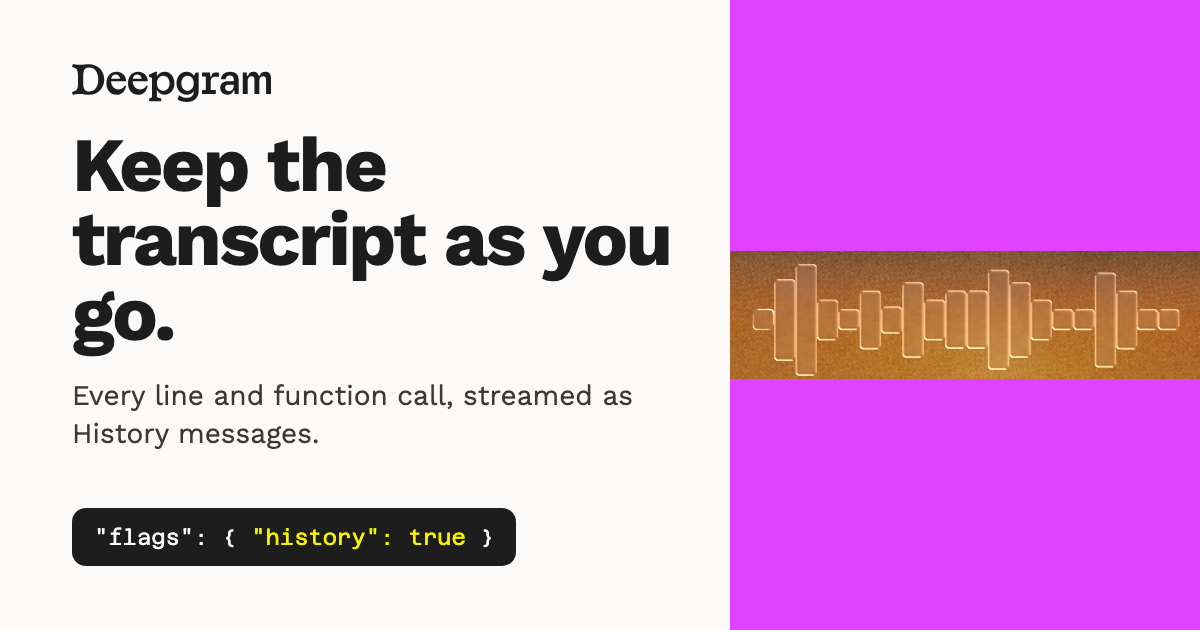 Deepgram
Keep the
transcript as you
go.
Every line and function call, streamed as
History messages.
"flags": { "history": true }